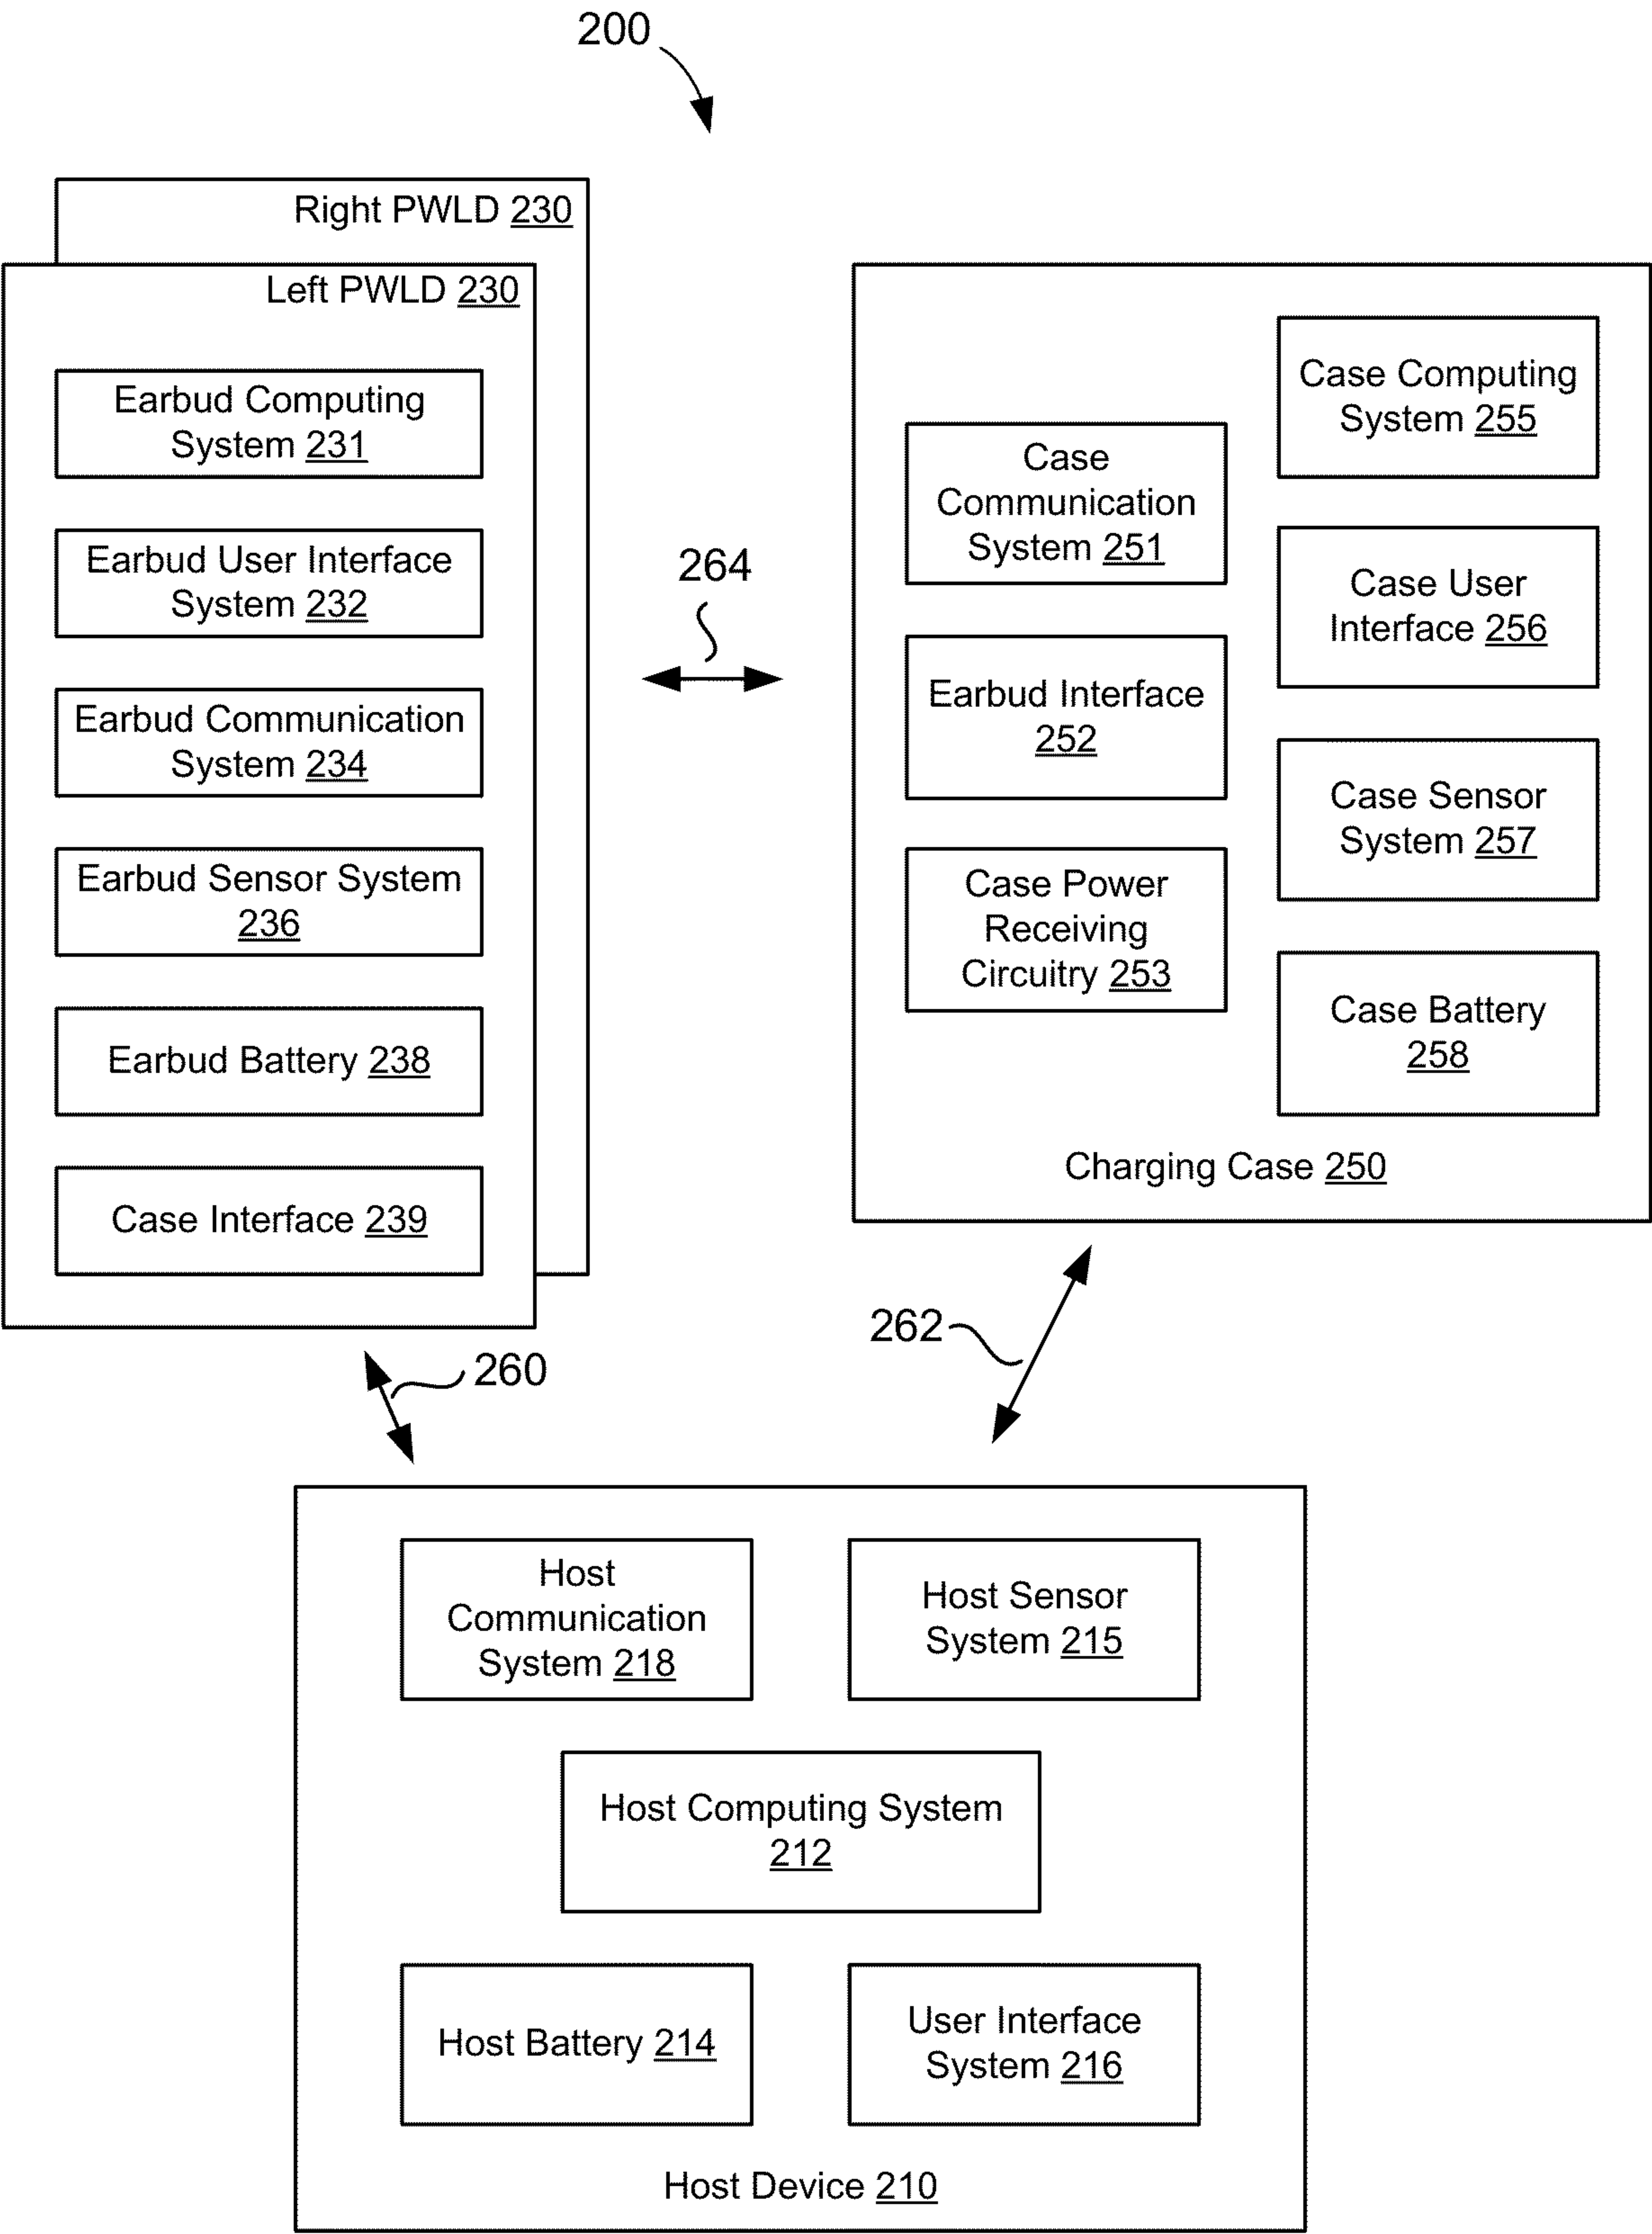 200
Right PWLD 230
Left PWLD 230
Earbud Computing
System 231
Earbud User Interface
System 232
Earbud Communication
System 234
Earbud Sensor System
236
Earbud Battery 238
Case Interface 239
264
Case
Communication
System 251
Earbud Interface
252
Case Power
Receiving
Circuitry 253
Case Computing
System 255
Case User
Interface 256
Case Sensor
System 257
Case Battery
258
Charging Case 250
260
262
Host
Communication
System 218
Host Sensor
System 215
Host Computing System
212
Host Battery 214
User Interface
System 216
Host Device 210